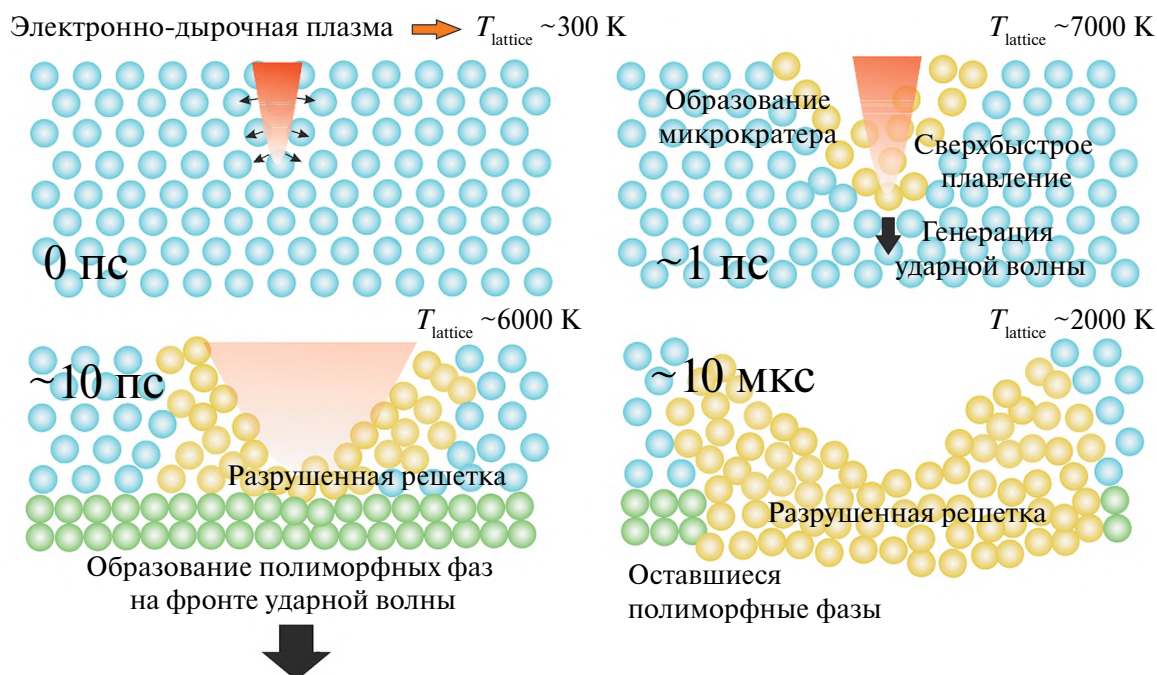 Электронно-дырочная плазма
T_lattice ~300 K
0 пс
T_lattice ~7000 K
Образование
микрократера
Сверхбыстрое
плавление
~1 пс
Генерация
ударной волны
T_lattice ~6000 K
~10 пс
Разрушенная решетка
Образование полиморфных фаз
на фронте ударной волны
T_lattice ~2000 K
~10 мкс
Разрушенная решетка
Оставшиеся
полиморфные фазы